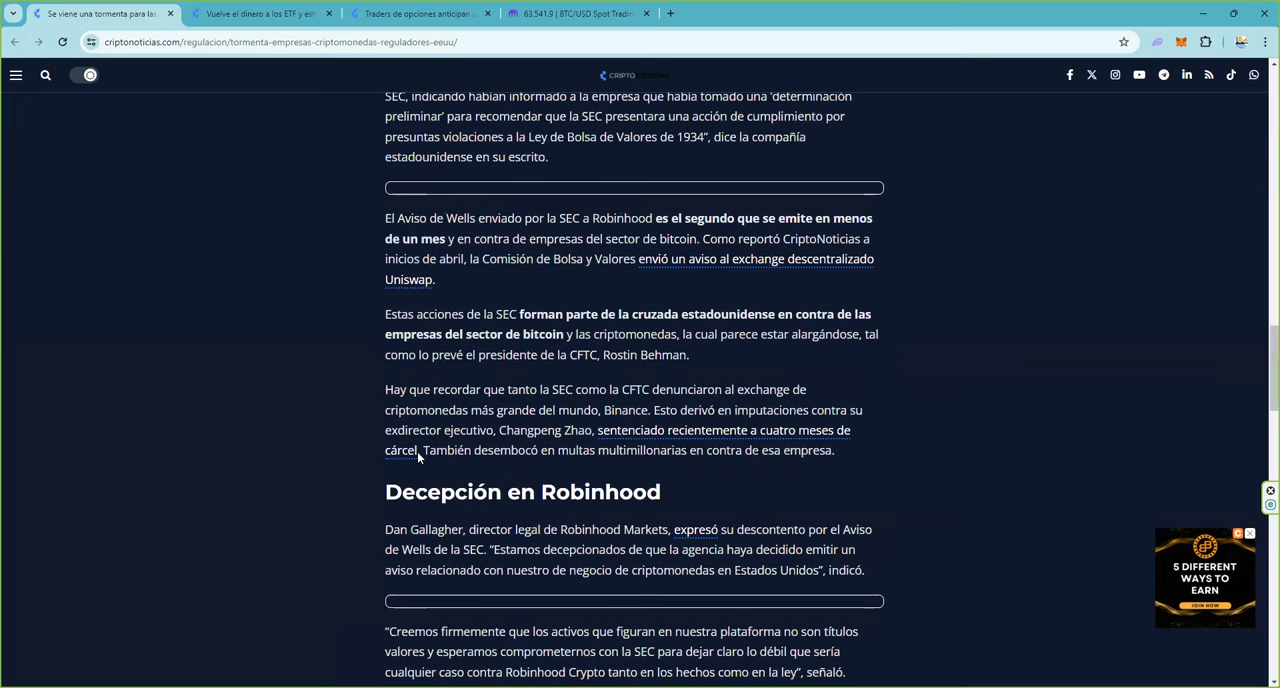 Se viene una tormenta para las
Vuelve el dinero a los ETF y est
Traders de opciones anticipan u
63,541.9 | BTC/USD Spot Tradin
criptonoticias.com/regulacion/tormenta-empresas-criptomonedas-reguladores-eeuu/
CRIPTONOTICIAS
SEC, indicando habían informado a la empresa que había tomado una ‘determinación
preliminar’ para recomendar que la SEC presentara una acción de cumplimiento por
presuntas violaciones a la Ley de Bolsa de Valores de 1934”, dice la compañía
estadounidense en su escrito.
El Aviso de Wells enviado por la SEC a Robinhood es el segundo que se emite en menos
de un mes y en contra de empresas del sector de bitcoin. Como reportó CriptoNoticias a
inicios de abril, la Comisión de Bolsa y Valores envió un aviso al exchange descentralizado
Uniswap.
Estas acciones de la SEC forman parte de la cruzada estadounidense en contra de las
empresas del sector de bitcoin y las criptomonedas, la cual parece estar alargándose, tal
como lo prevé el presidente de la CFTC, Rostin Behman.
Hay que recordar que tanto la SEC como la CFTC denunciaron al exchange de
criptomonedas más grande del mundo, Binance. Esto derivó en imputaciones contra su
exdirector ejecutivo, Changpeng Zhao, sentenciado recientemente a cuatro meses de
cárcel. También desembocó en multas multimillonarias en contra de esa empresa.
Decepción en Robinhood
Dan Gallagher, director legal de Robinhood Markets, expresó su descontento por el Aviso
de Wells de la SEC. “Estamos decepcionados de que la agencia haya decidido emitir un
aviso relacionado con nuestro de negocio de criptomonedas en Estados Unidos”, indicó.
“Creemos firmemente que los activos que figuran en nuestra plataforma no son títulos
valores y esperamos comprometernos con la SEC para dejar claro lo débil que sería
cualquier caso contra Robinhood Crypto tanto en los hechos como en la ley”, señaló.
5 DIFFERENT
WAYS TO
EARN
JOIN NOW